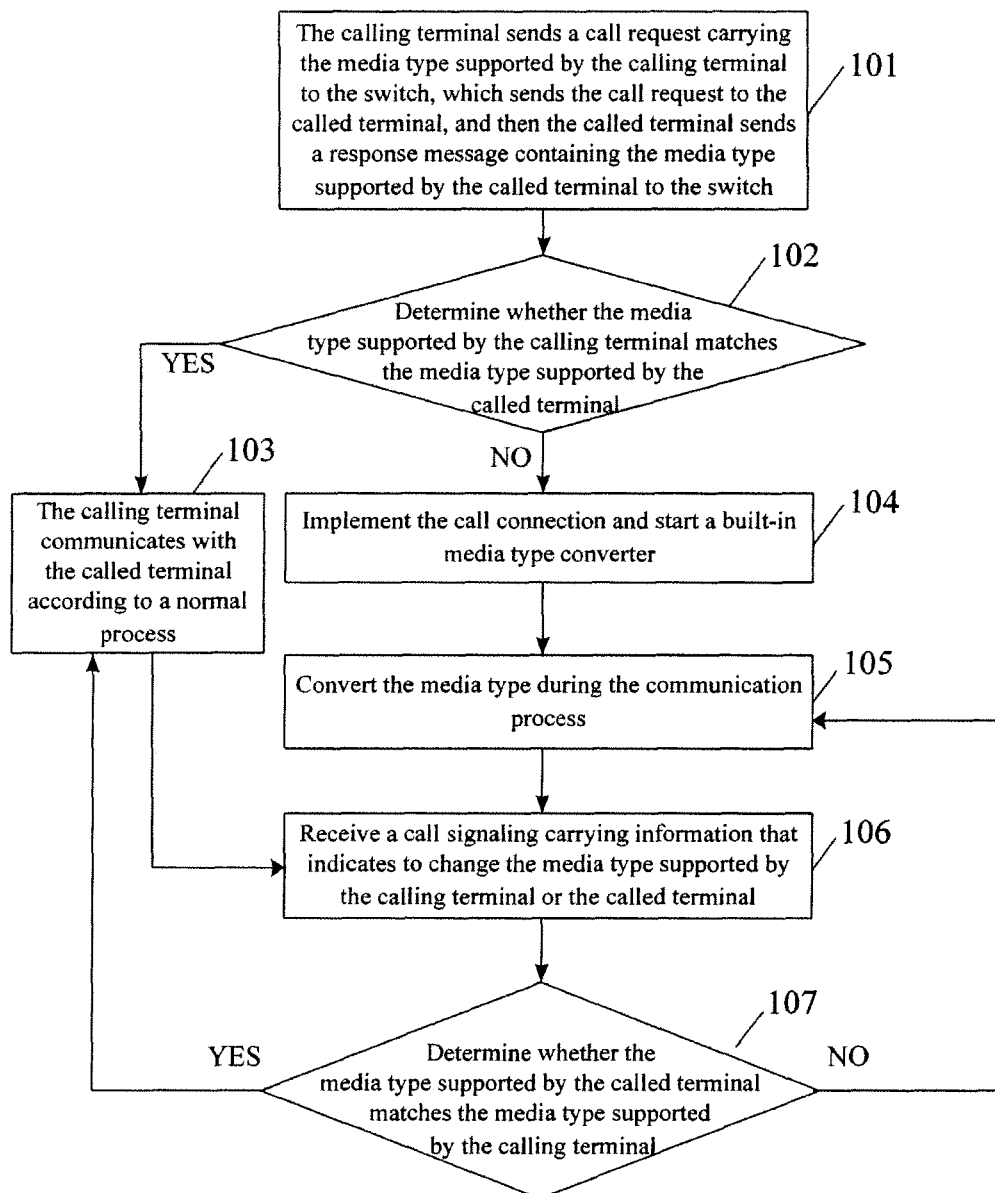 The calling terminal sends a call request carrying
the media type supported by the calling terminal
to the switch, which sends the call request to the
called terminal, and then the called terminal sends
a response message containing the media type
supported by the called terminal to the switch
101
102
Determine whether the media
type supported by the calling terminal matches
the media type supported by the
called terminal
YES
NO
103
The calling terminal
communicates with
the called terminal
according to a normal
process
104
Implement the call connection and start a built-in
media type converter
105
Convert the media type during the communication
process
106
Receive a call signaling carrying information that
indicates to change the media type supported by
the calling terminal or the called terminal
107
YES
NO
Determine whether the
media type supported by the called terminal
matches the media type supported
by the calling terminal